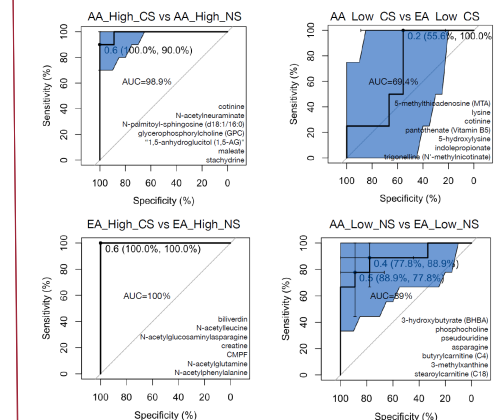 AA_High_CS vs AA_High_NS
Sensitivity (%)
100
80
60
40
20
0
0.6 (100.0%, 90.0%)
AUC=98.9%
cotinine
N-acetylneuraminate
N-palmitoyl-sphingosine (d18:1/16:0)
glycerophosphorylcholine (GPC)
"1,5-anhydroglucitol (1,5-AG)"
maleate
stachydrine
100 80 60 40 20 0
Specificity (%)
AA_Low_CS vs EA_Low_CS
Sensitivity (%)
100
80
60
40
20
0
0.2 (55.6%, 100.0%
AUC=69.4%
5-methylthioadenosine (MTA)
lysine
cotinine
pantothenate (Vitamin B5)
5-hydroxylysine
indolepropionate
trigonelline (N'-methylnicotinate)
100 80 60 40 20 0
Specificity (%)
EA_High_CS vs EA_High_NS
Sensitivity (%)
100
80
60
40
20
0
0.6 (100.0%, 100.0%)
AUC=100%
biliverdin
N-acetylleucine
N-acetylglucosaminylasparagine
creatine
CMPF
N-acetylglutamine
N-acetylphenylalanine
100 80 60 40 20 0
Specificity (%)
AA_Low_NS vs EA_Low_NS
Sensitivity (%)
100
80
60
40
20
0
0.4 (77.8%, 88.9%)
0.5 (88.9%, 77.8%)
AUC=89%
3-hydroxybutyrate (BHBA)
phosphocholine
pseudouridine
asparagine
butyrylcarnitine (C4)
3-methylxanthine
stearoylcarnitine (C18)
100 80 60 40 20 0
Specificity (%)